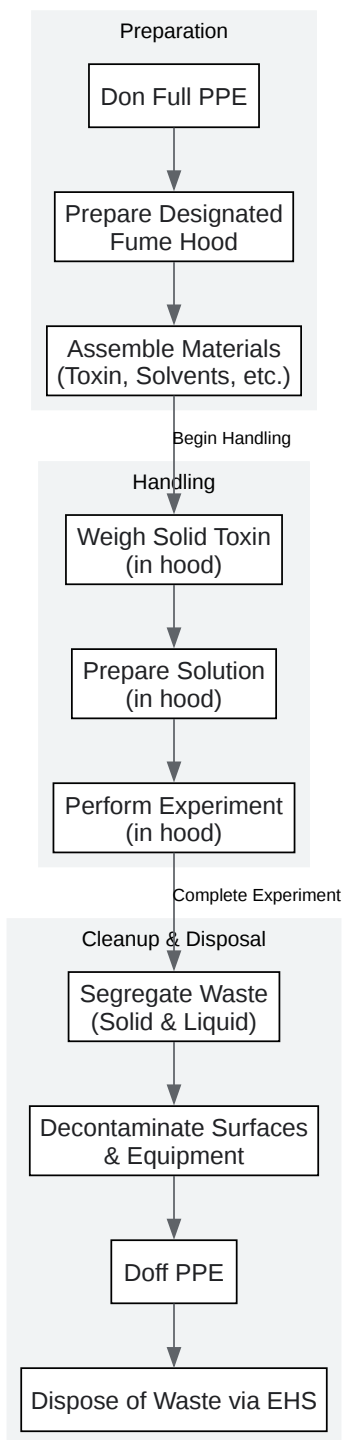 Preparation
Don Full PPE
Prepare Designated
Fume Hood
Assemble Materials
(Toxin, Solvents, etc.)
Begin Handling
Handling
Weigh Solid Toxin
(in hood)
Prepare Solution
(in hood)
Perform Experiment
(in hood)
Complete Experiment
Cleanup & Disposal
Segregate Waste
(Solid & Liquid)
Decontaminate Surfaces
& Equipment
Doff PPE
Dispose of Waste via EHS